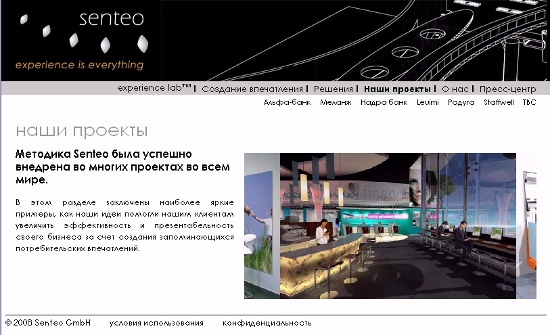 senteo
experience is everything
experience lab™ I Создание впечатления I Решения I Наши проекты I О нас I Пресс-центр
Альфа-банк Меланж Надра банк Leuimi Радуга Staffwell ТВС
наши проекты
Методика Senteo была успешно
внедрена во многих проектах во всем
мире.
В этом разделе заключены наиболее яркие
примеры, как наши идеи помогли нашим клиентам
увеличить эффективность и презентабельность
своего бизнеса за счет создания запоминающихся
потребительских впечатлений.
© 2008 Senteo GmbH условия использования конфиденциальность